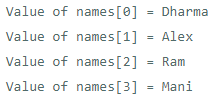 Value of names[0] = Dharma
Value of names[1] = Alex
Value of names[2] = Ram
Value of names[3] = Mani